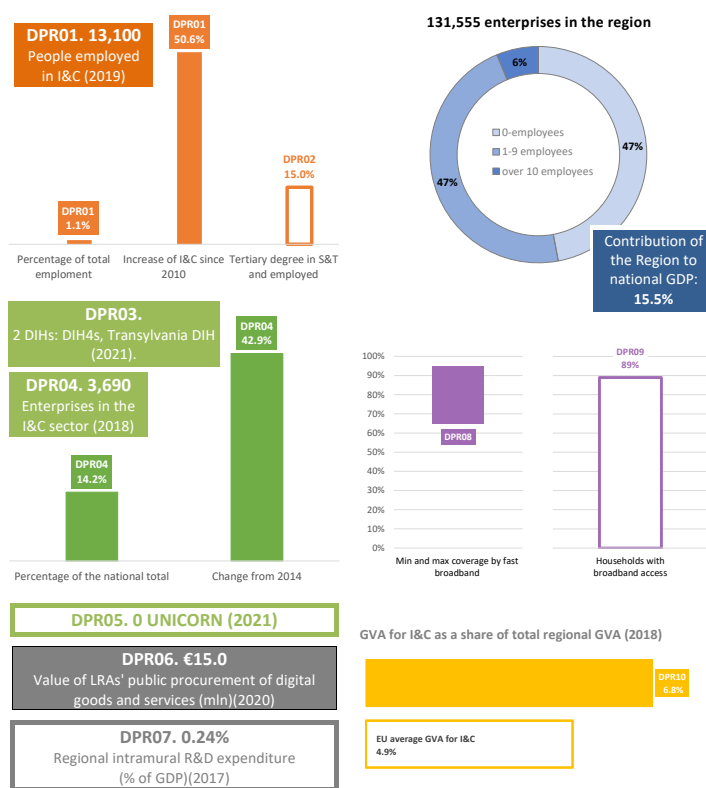 DPR01. 13,100
People employed
in I&C (2019)
DPR01
50.6%
DPR02
15.0%
DPR01
1.1%
Percentage of total
emploment
Increase of I&C since
2010
Tertiary degree in S&T
and employed
131,555 enterprises in the region
6%
0-employees
1-9 employees
over 10 employees
47%
47%
Contribution of
the Region to
national GDP:
15.5%
DPR03.
2 DIHs: DIH4s, Transylvania DIH
(2021).
DPR04. 3,690
Enterprises in the
I&C sector (2018)
DPR04
42.9%
DPR04
14.2%
Percentage of the national total
Change from 2014
100%
90%
80%
70%
60%
50%
40%
30%
20%
10%
0%
DPR08
DPR09
89%
Min and max coverage by fast
broadband
Households with
broadband access
DPR05. 0 UNICORN (2021)
DPR06. €15.0
Value of LRAs' public procurement of digital
goods and services (mln)(2020)
DPR07. 0.24%
Regional intramural R&D expenditure
(% of GDP)(2017)
GVA for I&C as a share of total regional GVA (2018)
DPR10
6.8%
EU average GVA for I&C
4.9%